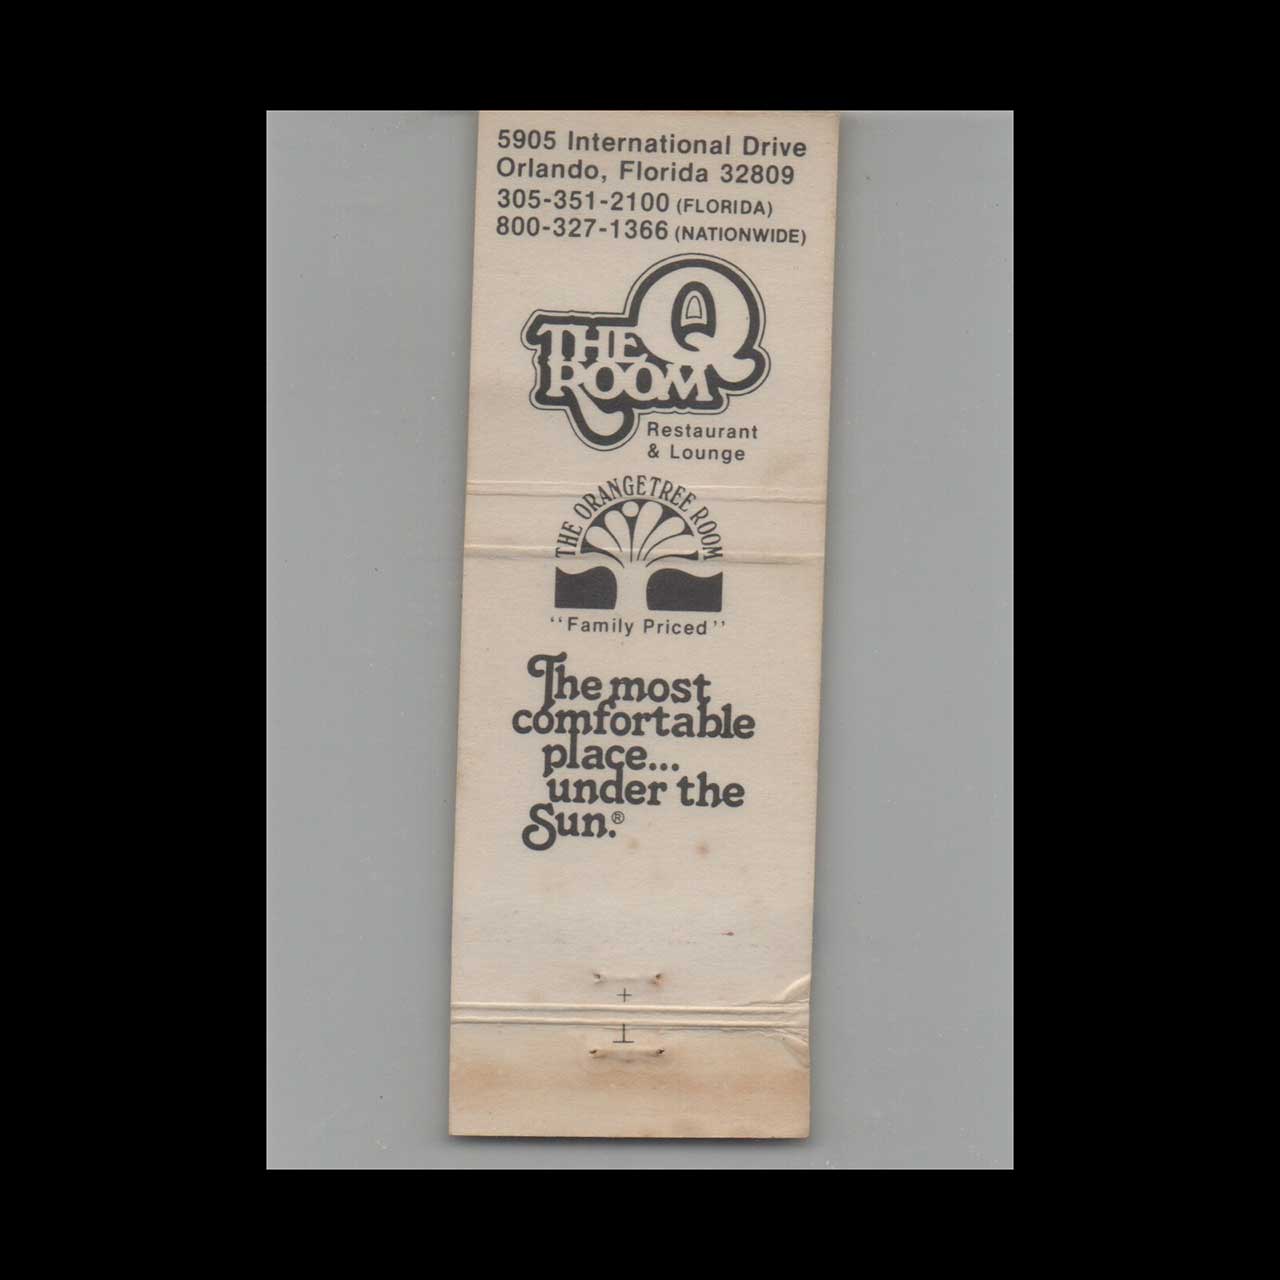 5905 International Drive
Orlando, Florida 32809
305-351-2100 (FLORIDA)
800-327-1366 (NATIONWIDE)
THE Q
ROOM
Restaurant
& Lounge
THE ORANGETREE ROOM
‘‘Family Priced’’
The most
comfortable
place...
under the
Sun.®